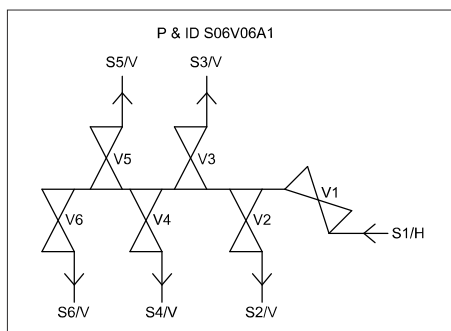 P & ID S06V06A1
S5/V
S3/V
V5
V3
V1
V6
V4
V2
S1/H
S6/V
S4/V
S2/V